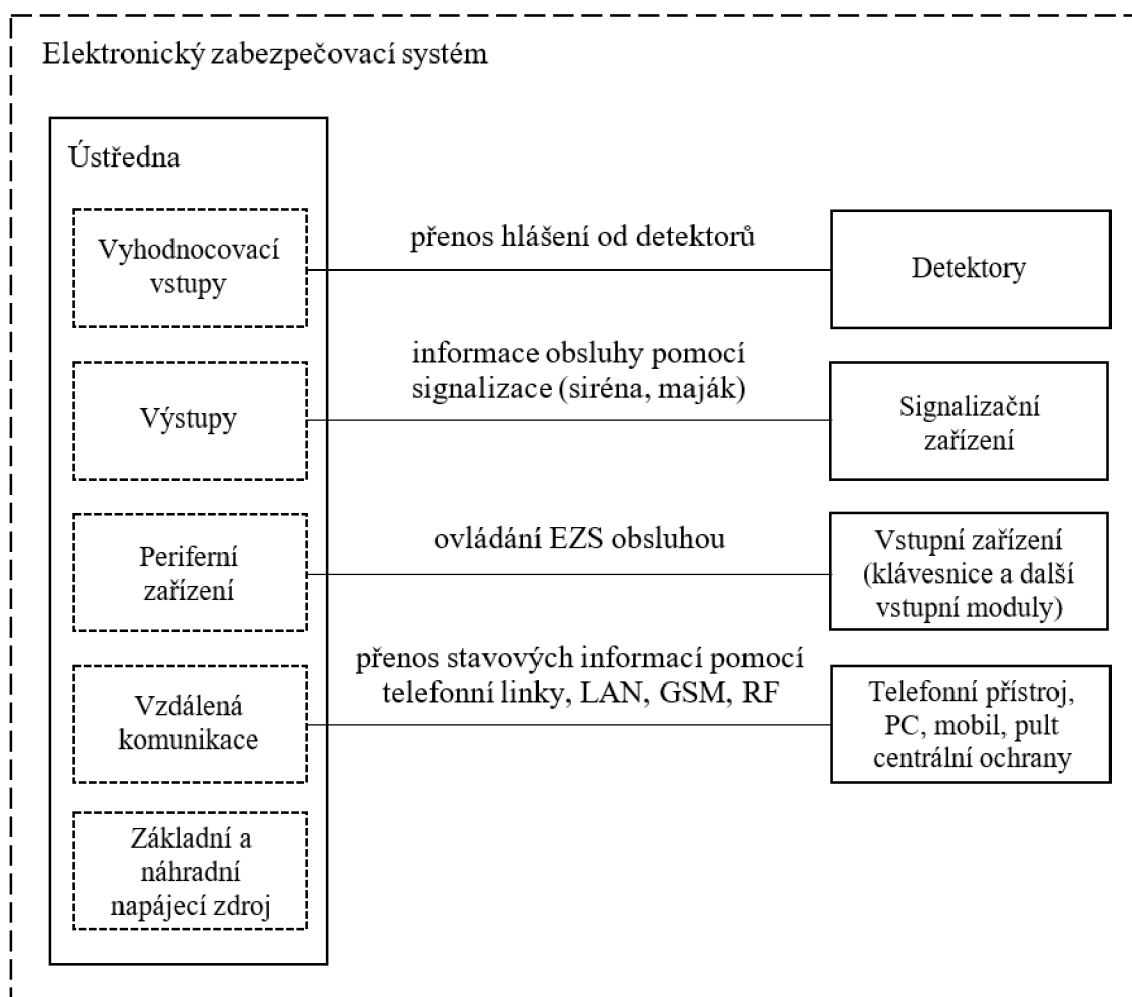 Elektronický zabezpečovací systém
Ústředna
Vyhodnocovací
vstupy
přenos hlášení od detektorů
Detektory
informace obsluhy pomocí
signalizace (siréna, maják)
Výstupy
Signalizační
zařízení
ovládání EZS obsluhou
Periferní
zařízení
Vstupní zařízení
(klávesnice a další
vstupní moduly)
přenos stavových informací pomocí
telefonní linky, LAN, GSM, RF
Vzdálená
komunikace
Telefonní přístroj,
PC, mobil, pult
centrální ochrany
Základní a
náhradní
napájecí zdroj